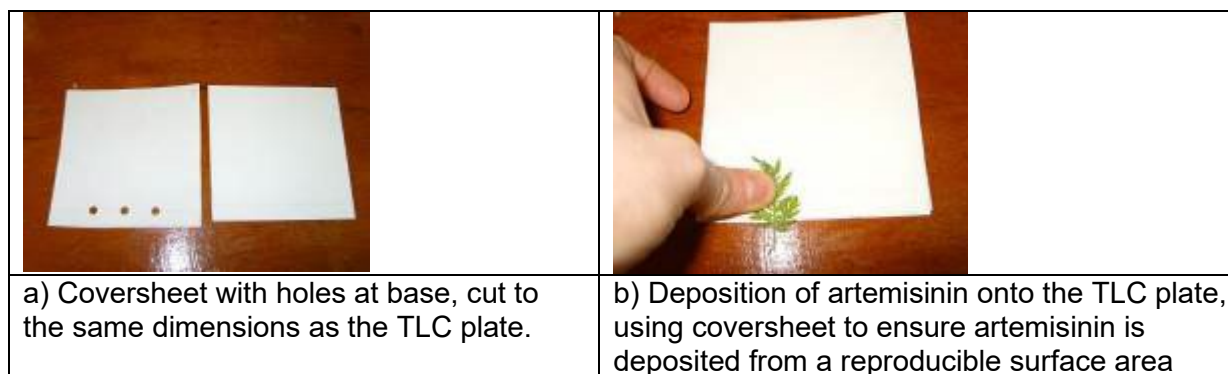 a) Coversheet with holes at base, cut to
the same dimensions as the TLC plate.
b) Deposition of artemisinin onto the TLC plate,
using coversheet to ensure artemisinin is
deposited from a reproducible surface area